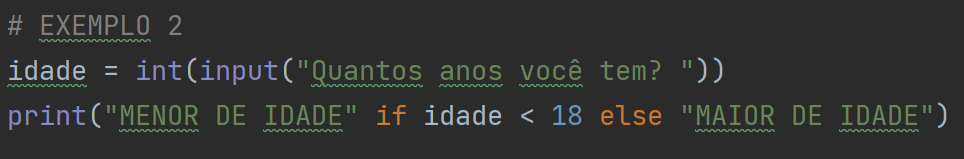 # EXEMPLO 2
idade = int(input("Quantos anos você tem? "))
print("MENOR DE IDADE" if idade < 18 else "MAIOR DE IDADE")